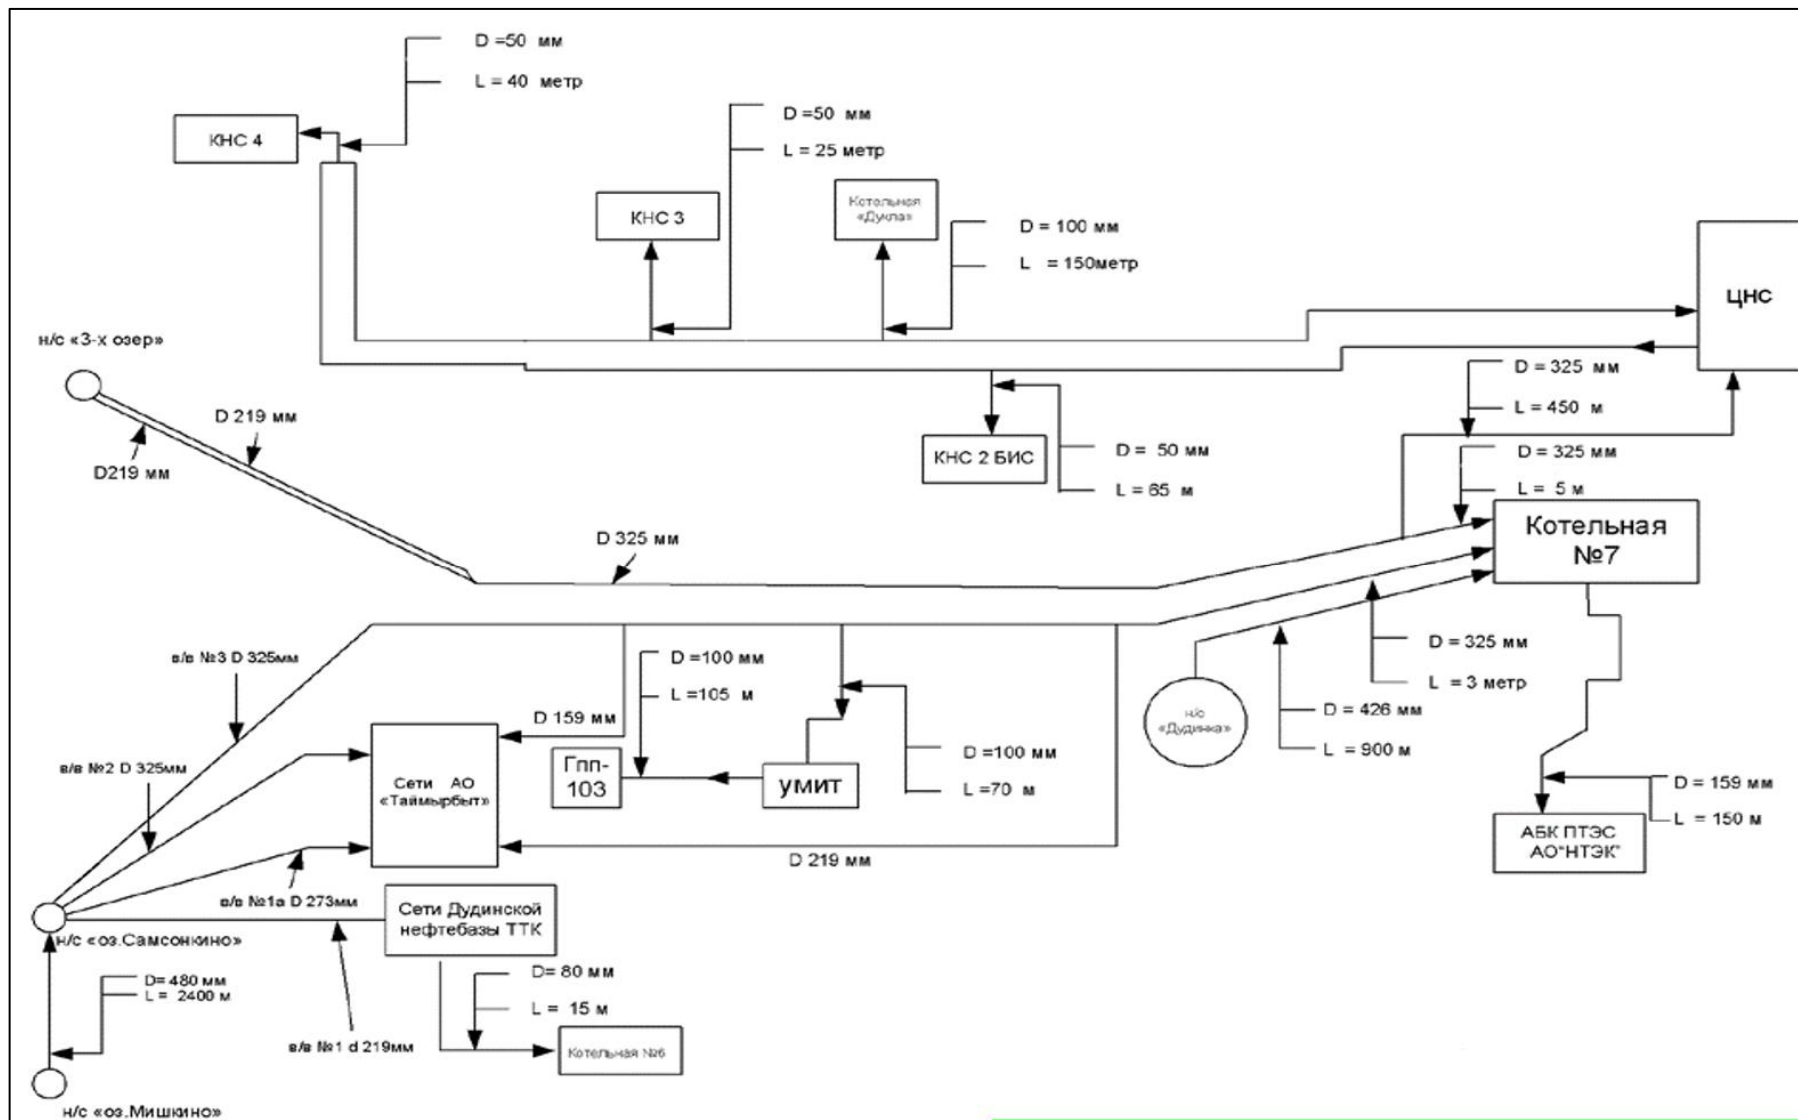 D =50 мм
L = 40 метр
КНС 4
D =50 мм
L = 25 метр
КНС 3
Котельная
«Дукла»
D = 100 мм
L = 150метр
ЦНС
н/с «3-х озер»
D 219 мм
D219 мм
D = 325 мм
L = 450 м
КНС 2 БИС
D = 50 мм
L = 65 м
D = 325 мм
L = 5 м
Котельная
№7
D 325 мм
в/в №3 D 325мм
D =100 мм
L =105 м
D = 325 мм
L = 3 метр
н/с
«Дудинка»
D = 426 мм
L = 900 м
D 159 мм
в/в №2 D 325мм
Сети АО
«Таймырбыт»
Гпп-
103
умит
D =100 мм
L =70 м
D = 159 мм
L = 150 м
АБК ПТЭС
АО"НТЭК"
D 219 мм
в/в №1а D 273мм
Сети Дудинской
нефтебазы ТТК
н/с «оз.Самсонкино»
D= 480 мм
L = 2400 м
D= 80 мм
L = 15 м
в/в №1 d 219мм
Котельная №6
н/с «оз.Мишкино»